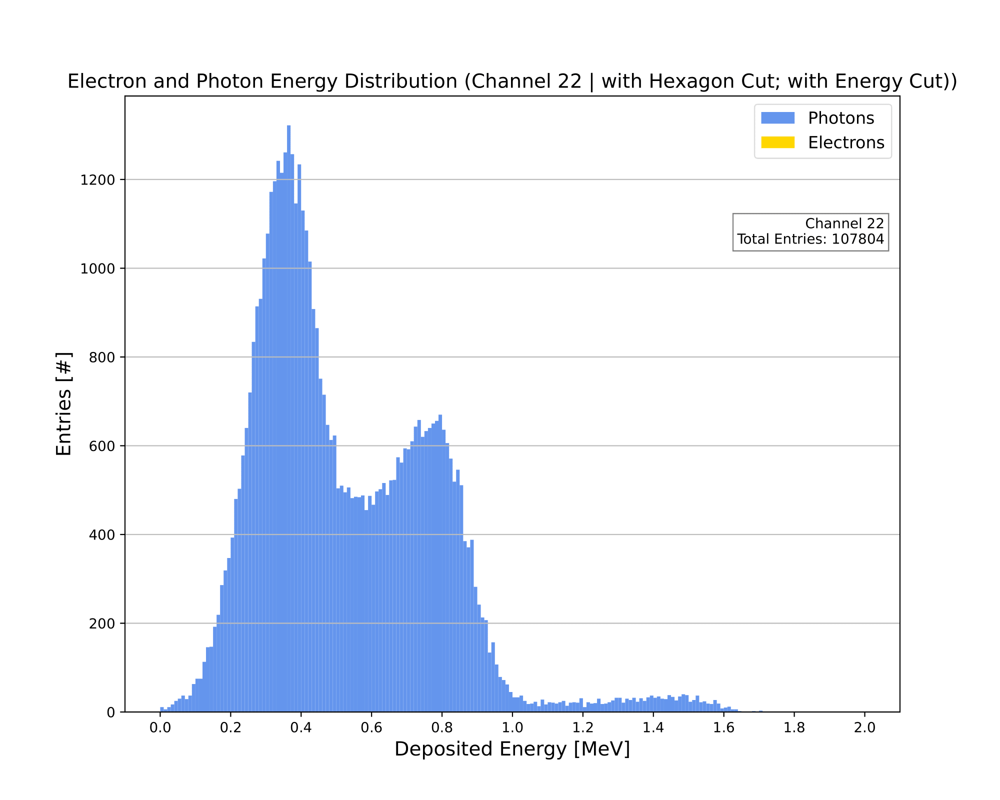 Electron and Photon Energy Distribution (Channel 22 | with Hexagon Cut; with Energy Cut))
Photons
Electrons
Channel 22
Total Entries: 107804
Entries [#]
1200
1000
800
600
400
200
0
0.0 0.2 0.4 0.6 0.8 1.0 1.2 1.4 1.6 1.8 2.0
Deposited Energy [MeV]